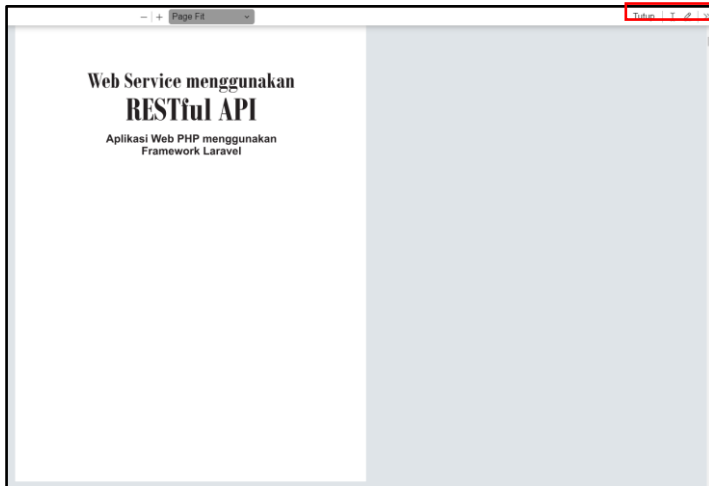 Page Fit
Tutup
Web Service menggunakan
RESTful API
Aplikasi Web PHP menggunakan
Framework Laravel